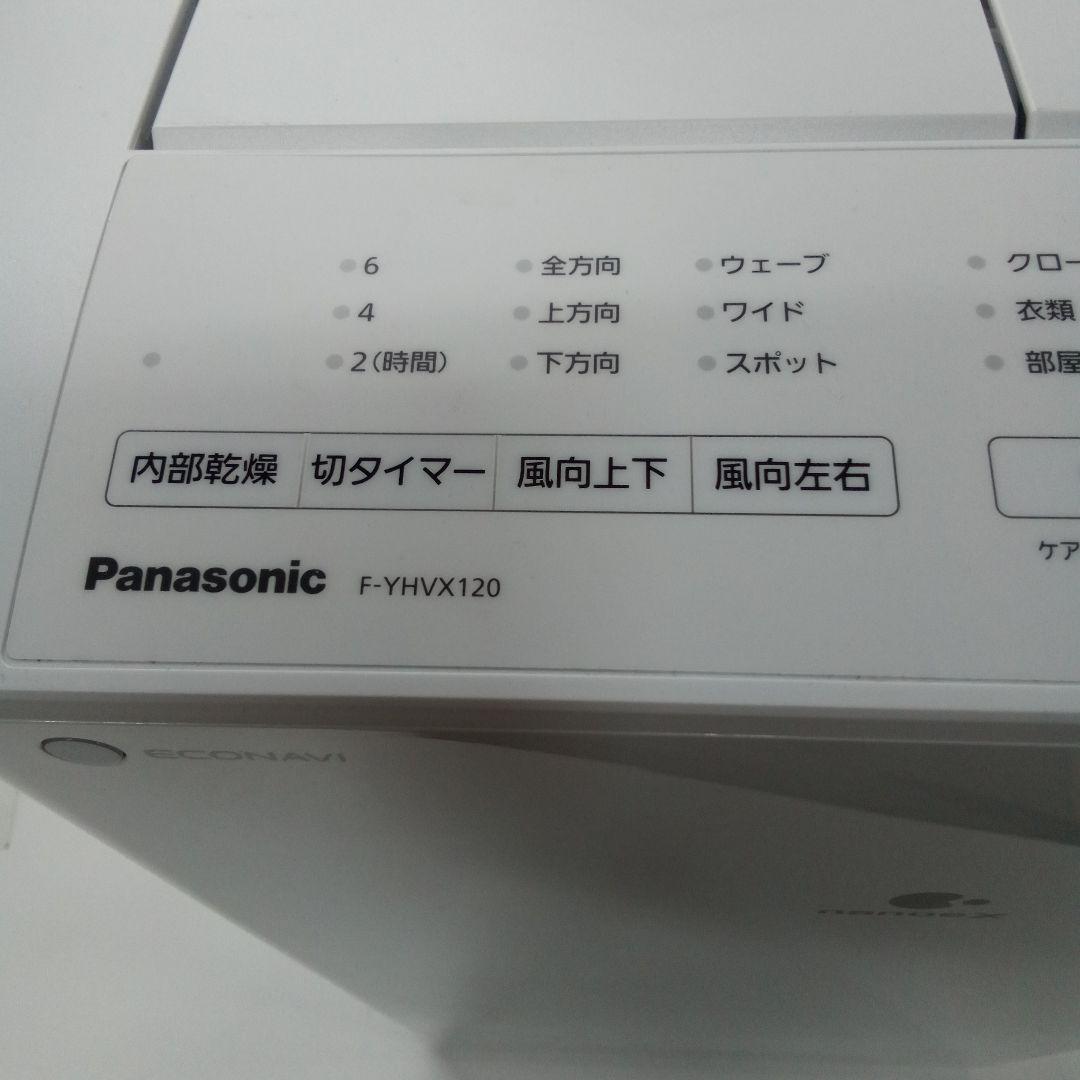 6 全方向 ウェーブ クロー
4 上方向 ワイド 衣類
2(時間) 下方向 スポット 部屋
内部乾燥 切タイマー 風向上下 風向左右
ケア
Panasonic F-YHVX120
ECONAVI
nanoeX